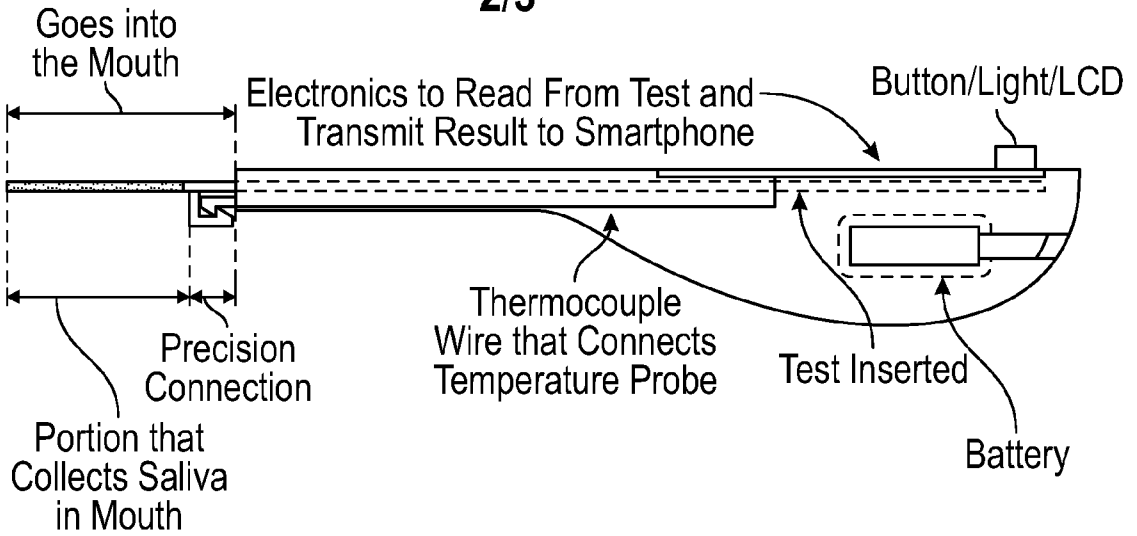 2/3
Goes into
the Mouth
Electronics to Read From Test and
Transmit Result to Smartphone
Button/Light/LCD
Thermocouple
Wire that Connects
Temperature Probe
Test Inserted
Precision
Connection
Battery
Portion that
Collects Saliva
in Mouth